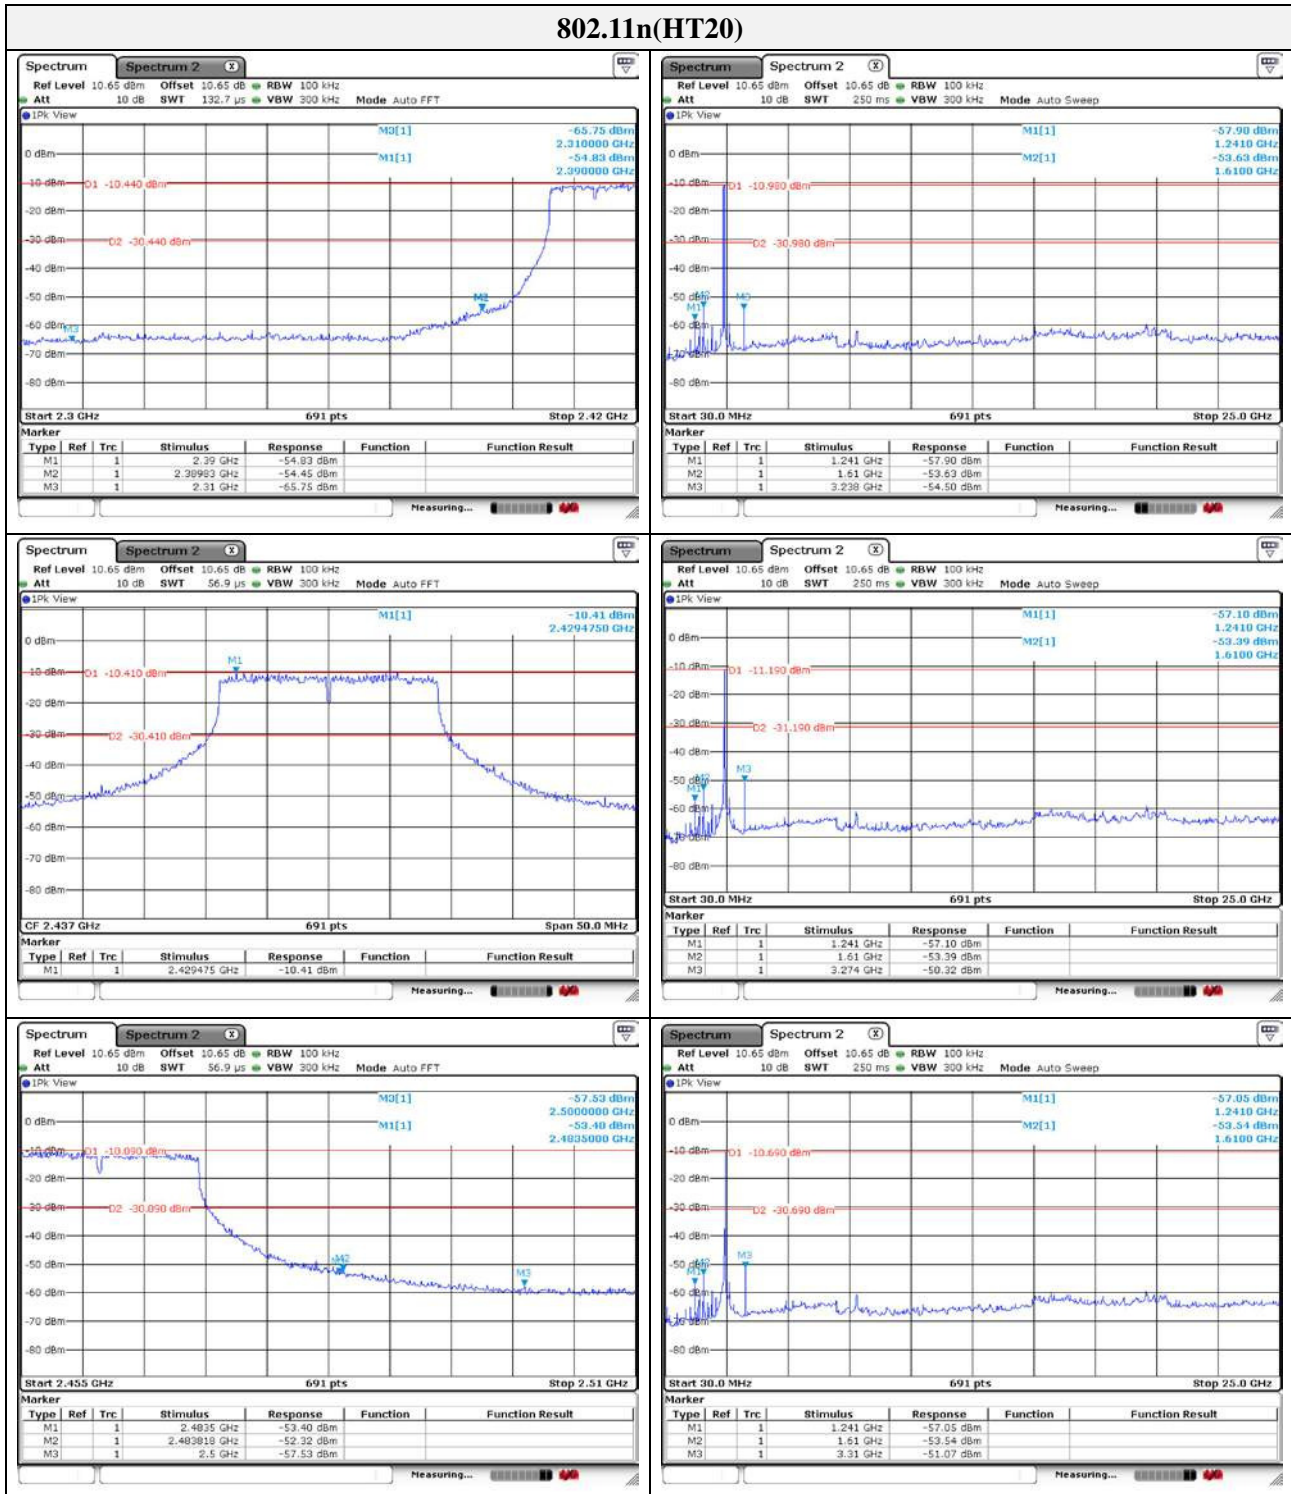 802.11n(HT20)
Spectrum Spectrum 2 X
Ref Level 10.65 dBm Offset 10.65 dB RBW 100 kHz
Att 10 dB SWT 132.7 µs VBW 300 kHz Mode Auto FFT
1Pk View
M3[1] -65.75 dBm
2.310000 GHz
0 dBm M1[1] -54.83 dBm
2.390000 GHz
-10 dBm D1 -10.440 dBm
-20 dBm
-30 dBm D2 -30.440 dBm
-40 dBm
-50 dBm M2
-60 dBm M3
-70 dBm
-80 dBm
Start 2.3 GHz 691 pts Stop 2.42 GHz
Marker
Type Ref Trc Stimulus Response Function Function Result
M1 1 2.39 GHz -54.83 dBm
M2 1 2.38983 GHz -54.45 dBm
M3 1 2.31 GHz -65.75 dBm
Measuring...
Spectrum Spectrum 2 X
Ref Level 10.65 dBm Offset 10.65 dB RBW 100 kHz
Att 10 dB SWT 250 ms VBW 300 kHz Mode Auto Sweep
1Pk View
M1[1] -57.90 dBm
1.2410 GHz
0 dBm M2[1] -53.63 dBm
1.6100 GHz
-10 dBm D1 -10.980 dBm
-20 dBm
-30 dBm D2 -30.980 dBm
-40 dBm
-50 dBm M2 M3
M1
-60 dBm
-70 dBm
-80 dBm
Start 30.0 MHz 691 pts Stop 25.0 GHz
Marker
Type Ref Trc Stimulus Response Function Function Result
M1 1 1.241 GHz -57.90 dBm
M2 1 1.61 GHz -53.63 dBm
M3 1 3.238 GHz -54.50 dBm
Measuring...
Spectrum Spectrum 2 X
Ref Level 10.65 dBm Offset 10.65 dB RBW 100 kHz
Att 10 dB SWT 56.9 µs VBW 300 kHz Mode Auto FFT
1Pk View
M1[1] -10.41 dBm
2.4294750 GHz
0 dBm
M1
-10 dBm D1 -10.410 dBm
-20 dBm
-30 dBm D2 -30.410 dBm
-40 dBm
-50 dBm
-60 dBm
-70 dBm
-80 dBm
CF 2.437 GHz 691 pts Span 50.0 MHz
Marker
Type Ref Trc Stimulus Response Function Function Result
M1 1 2.429475 GHz -10.41 dBm
Measuring...
Spectrum Spectrum 2 X
Ref Level 10.65 dBm Offset 10.65 dB RBW 100 kHz
Att 10 dB SWT 250 ms VBW 300 kHz Mode Auto Sweep
1Pk View
M1[1] -57.10 dBm
1.2410 GHz
0 dBm M2[1] -53.39 dBm
1.6100 GHz
-10 dBm D1 -11.190 dBm
-20 dBm
-30 dBm D2 -31.190 dBm
-40 dBm
M3
-50 dBm M2
M1
-60 dBm
-70 dBm
-80 dBm
Start 30.0 MHz 691 pts Stop 25.0 GHz
Marker
Type Ref Trc Stimulus Response Function Function Result
M1 1 1.241 GHz -57.10 dBm
M2 1 1.61 GHz -53.39 dBm
M3 1 3.274 GHz -50.32 dBm
Measuring...
Spectrum Spectrum 2 X
Ref Level 10.65 dBm Offset 10.65 dB RBW 100 kHz
Att 10 dB SWT 56.9 µs VBW 300 kHz Mode Auto FFT
1Pk View
M3[1] -57.53 dBm
2.5000000 GHz
0 dBm M1[1] -53.40 dBm
2.4835000 GHz
-10 dBm D1 -10.090 dBm
-20 dBm
-30 dBm D2 -30.090 dBm
-40 dBm
-50 dBm M2
M3
-60 dBm
-70 dBm
-80 dBm
Start 2.455 GHz 691 pts Stop 2.51 GHz
Marker
Type Ref Trc Stimulus Response Function Function Result
M1 1 2.4835 GHz -53.40 dBm
M2 1 2.483818 GHz -52.32 dBm
M3 1 2.5 GHz -57.53 dBm
Measuring...
Spectrum Spectrum 2 X
Ref Level 10.65 dBm Offset 10.65 dB RBW 100 kHz
Att 10 dB SWT 250 ms VBW 300 kHz Mode Auto Sweep
1Pk View
M1[1] -57.05 dBm
1.2410 GHz
0 dBm M2[1] -53.54 dBm
1.6100 GHz
-10 dBm D1 -10.690 dBm
-20 dBm
-30 dBm D2 -30.690 dBm
-40 dBm
M3
-50 dBm M2
M1
-60 dBm
-70 dBm
-80 dBm
Start 30.0 MHz 691 pts Stop 25.0 GHz
Marker
Type Ref Trc Stimulus Response Function Function Result
M1 1 1.241 GHz -57.05 dBm
M2 1 1.61 GHz -53.54 dBm
M3 1 3.31 GHz -51.07 dBm
Measuring...